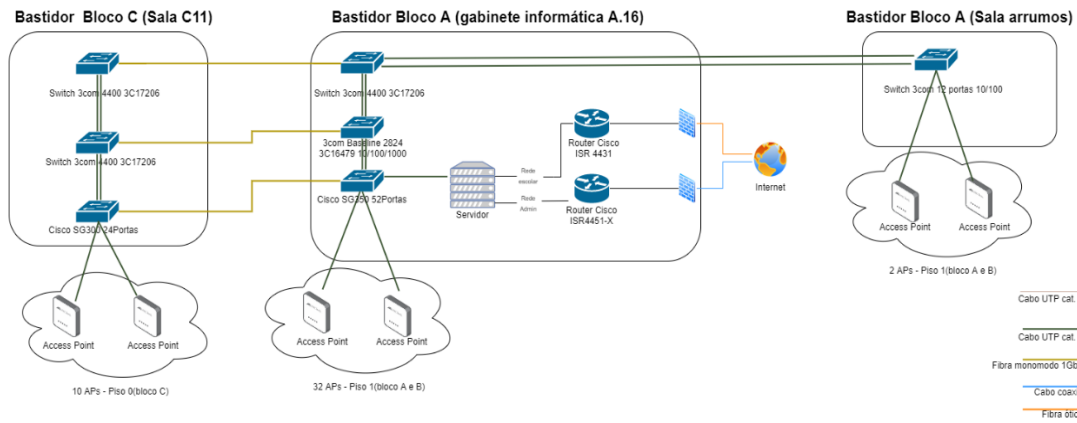 Bastidor Bloco C (Sala C11)
Bastidor Bloco A (gabinete informática A.16)
Bastidor Bloco A (Sala arrumos)
Switch 3com 4400 3C17206
Switch 3com 4400 3C17206
Switch 3com 12 portas 10/100
Switch 3com 4400 3C17206
3com Baseline 2824
3C16479 10/100/1000
Cisco SG300 24Portas
Cisco SG350 52Portas
Servidor
Rede
escolar
Rede
Admin
Router Cisco
ISR 4431
Router Cisco
ISR4451-X
Internet
Access Point
Access Point
2 APs - Piso 1(bloco A e B)
Access Point
Access Point
10 APs - Piso 0(bloco C)
Access Point
Access Point
32 APs - Piso 1(bloco A e B)
Cabo UTP cat.
Cabo UTP cat.
Fibra monomodo 1Gb
Cabo coaxi
Fibra ótic